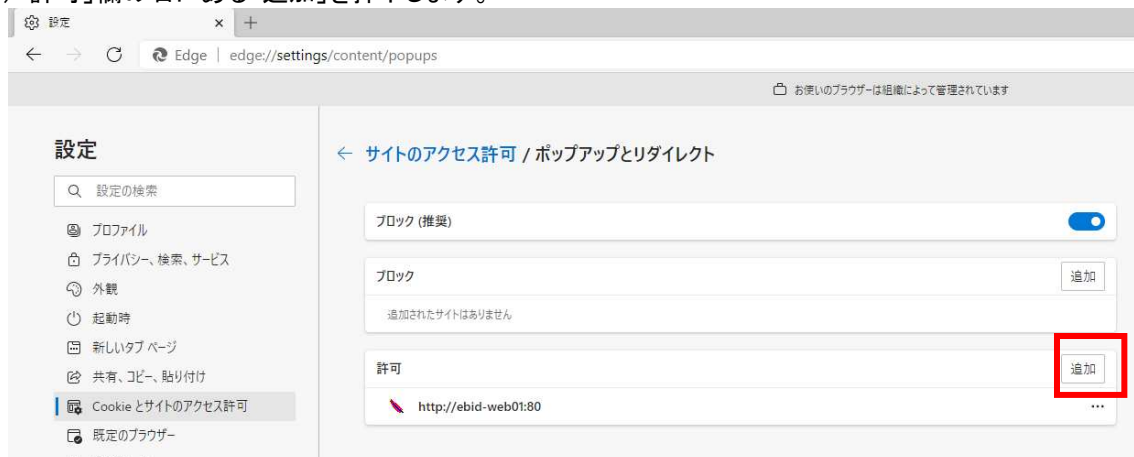 許可」欄の右にある「追加」を押下します。
設定
Edge | edge://settings/content/popups
お使いのブラウザーは組織によって管理されています
設定
サイトのアクセス許可 / ポップアップとリダイレクト
設定の検索
プロファイル
プライバシー、検索、サービス
外観
起動時
新しいタブ ページ
共有、コピー、貼り付け
Cookie とサイトのアクセス許可
既定のブラウザー
ブロック (推奨)
ブロック
追加
追加されたサイトはありません
許可
追加
http://ebid-web01:80